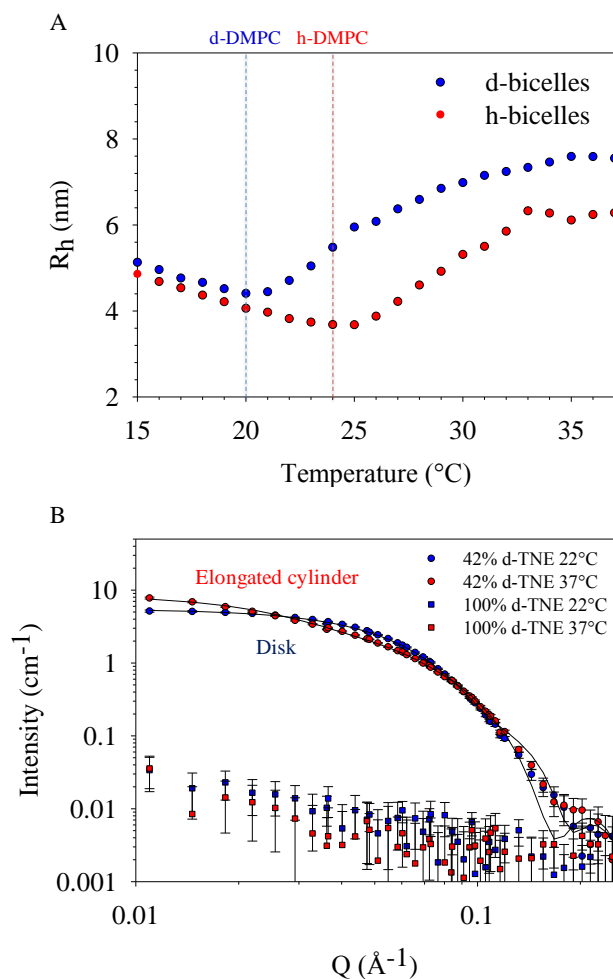 A
d-DMPC h-DMPC
10
8
6
4
2
R_h (nm)
d-bicelles
h-bicelles
15 20 25 30 35
Temperature (°C)
B
10
1
0.1
0.01
0.001
Intensity (cm⁻¹)
Elongated cylinder
Disk
42% d-TNE 22°C
42% d-TNE 37°C
100% d-TNE 22°C
100% d-TNE 37°C
0.01 0.1
Q (Å⁻¹)